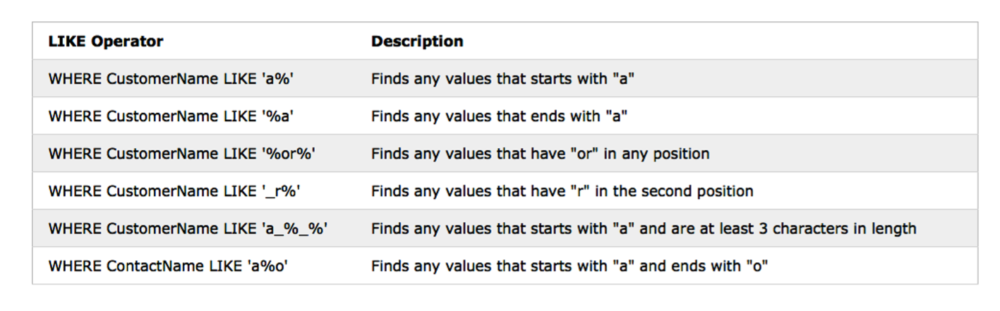 LIKE Operator Description
WHERE CustomerName LIKE 'a%' Finds any values that starts with "a"
WHERE CustomerName LIKE '%a' Finds any values that ends with "a"
WHERE CustomerName LIKE '%or%' Finds any values that have "or" in any position
WHERE CustomerName LIKE '_r%' Finds any values that have "r" in the second position
WHERE CustomerName LIKE 'a_%_%' Finds any values that starts with "a" and are at least 3 characters in length
WHERE ContactName LIKE 'a%o' Finds any values that starts with "a" and ends with "o"